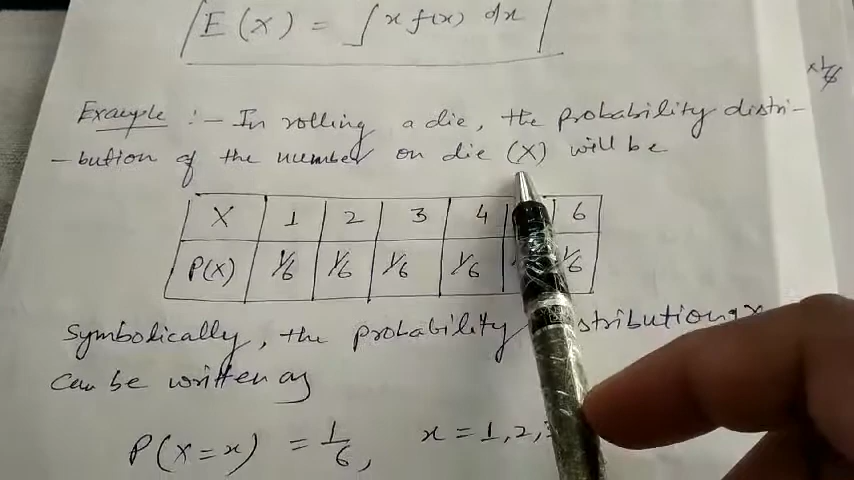 E(X) = ∫x f(x) dx
Example :- In rolling a die, the probability distri-
-bution of the number on die (X) will be
X 1 2 3 4 6
P(X) 1/6 1/6 1/6 1/6 1/6
Symbolically, the probability stribution
can be written as
P(X=x) = 1/6, x = 1,2,